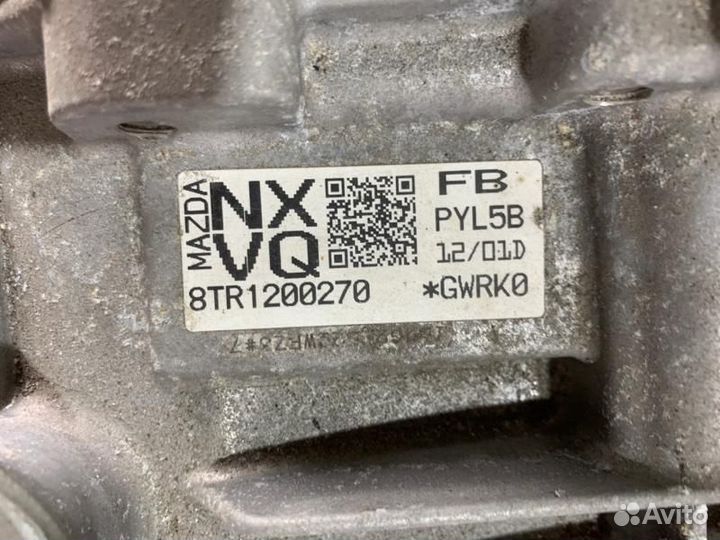 MAZDA
NX
VQ
FB
PYL5B
12/01D
8TR1200270
*GWRK0
Avito